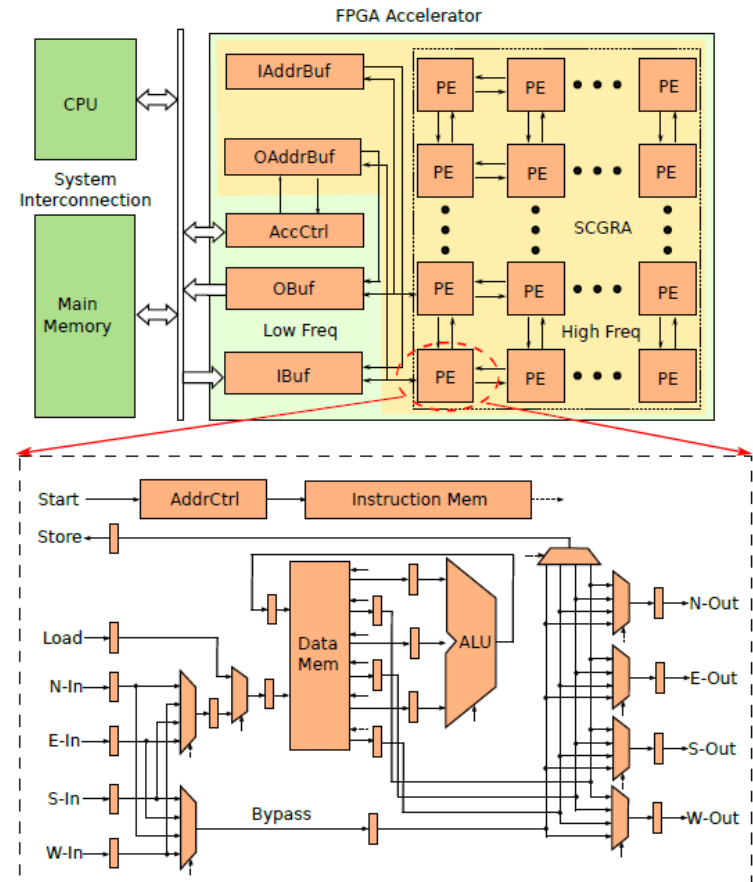 FPGA Accelerator
CPU
System
Interconnection
Main
Memory
IAddrBuf
OAddrBuf
AccCtrl
OBuf
Low Freq
IBuf
PE
PE
PE
PE
PE
PE
SCGRA
PE
PE
PE
High Freq
PE
PE
PE
Start
AddrCtrl
Instruction Mem
Store
Load
N-In
E-In
S-In
W-In
Data
Mem
ALU
Bypass
N-Out
E-Out
S-Out
W-Out